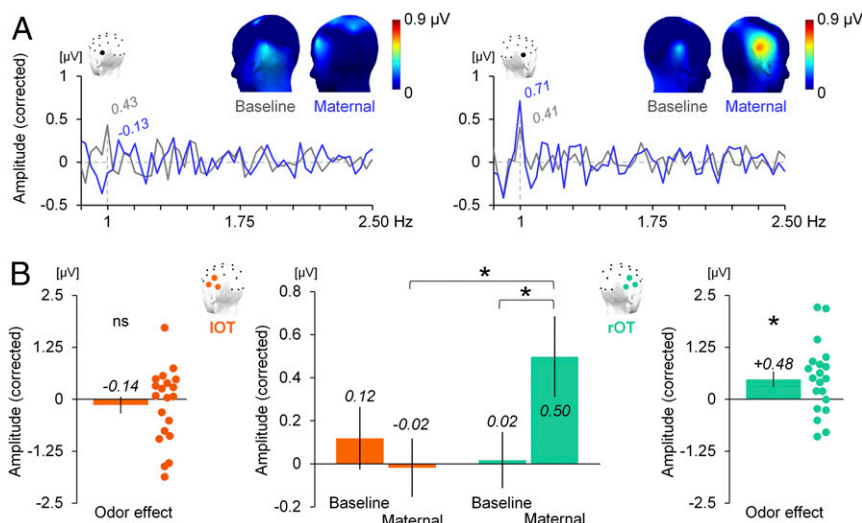 A
[µV]
Amplitude (corrected)
1
0.5
0
-0.5
0.43
-0.13
Baseline
Maternal
0.9 µV
0
1
1.75
2.50 Hz
[µV]
1
0.5
0
-0.5
0.71
0.41
Baseline
Maternal
0.9 µV
0
1
1.75
2.50 Hz
B
[µV]
Amplitude (corrected)
2.5
1.25
0
-1.25
-2.5
ns
-0.14
Odor effect
lOT
[µV]
Amplitude (corrected)
0.8
0.6
0.4
0.2
0
-0.2
*
*
0.12
-0.02
0.02
0.50
Baseline
Maternal
Baseline
Maternal
rOT
[µV]
Amplitude (corrected)
2.5
1.25
0
-1.25
-2.5
*
+0.48
Odor effect